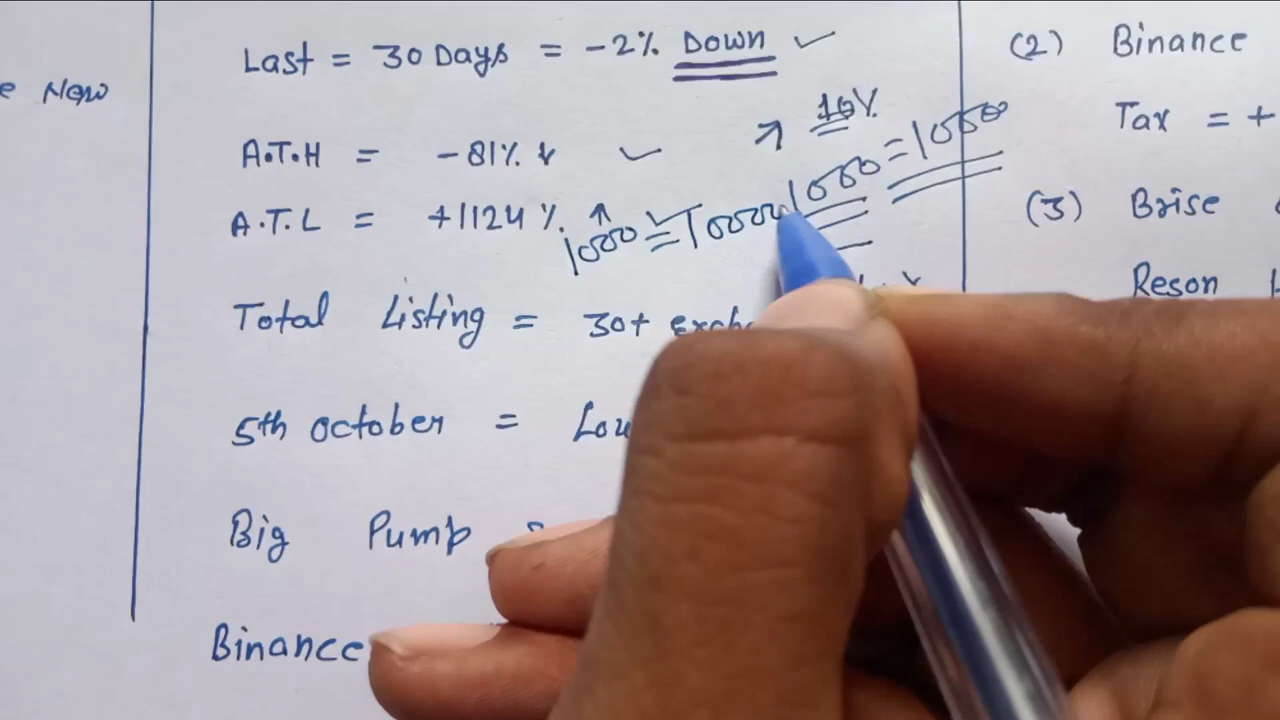 e New
Last = 30 Days = -2% Down
A.T.H = -81%
A.T.L = +1124 %.
10%
1000 = 10000
1000 = 10000
Total Listing = 30+
5th october =
Big Pump
Binance
(2) Binance
Tax = +
(3) Brise
Reson